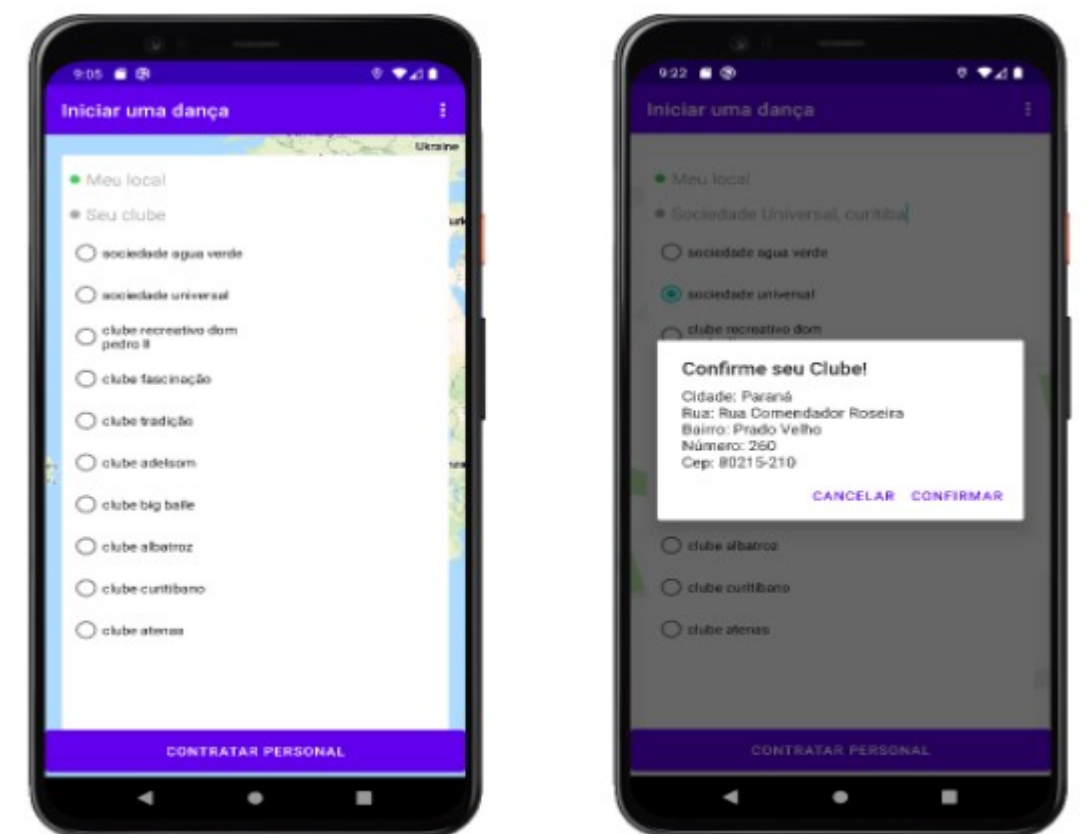 9:05
Iniciar uma dança
Ukraine
Meu local
Seu clube
sociedade agua verde
sociedade universal
clube recreativo dom
pedro II
clube fascinação
clube tradição
clube adelsom
clube big baile
clube albatroz
clube curitibano
clube atenas
CONTRATAR PERSONAL
9:22
Iniciar uma dança
Meu local
Sociedade Universal, curitiba
sociedade agua verde
sociedade universal
clube recreativo dom
Confirme seu Clube!
Cidade: Paraná
Rua: Rua Comendador Roseira
Bairro: Prado Velho
Número: 260
Cep: 80215-210
CANCELAR CONFIRMAR
clube albatroz
clube curitibano
clube atenas
CONTRATAR PERSONAL